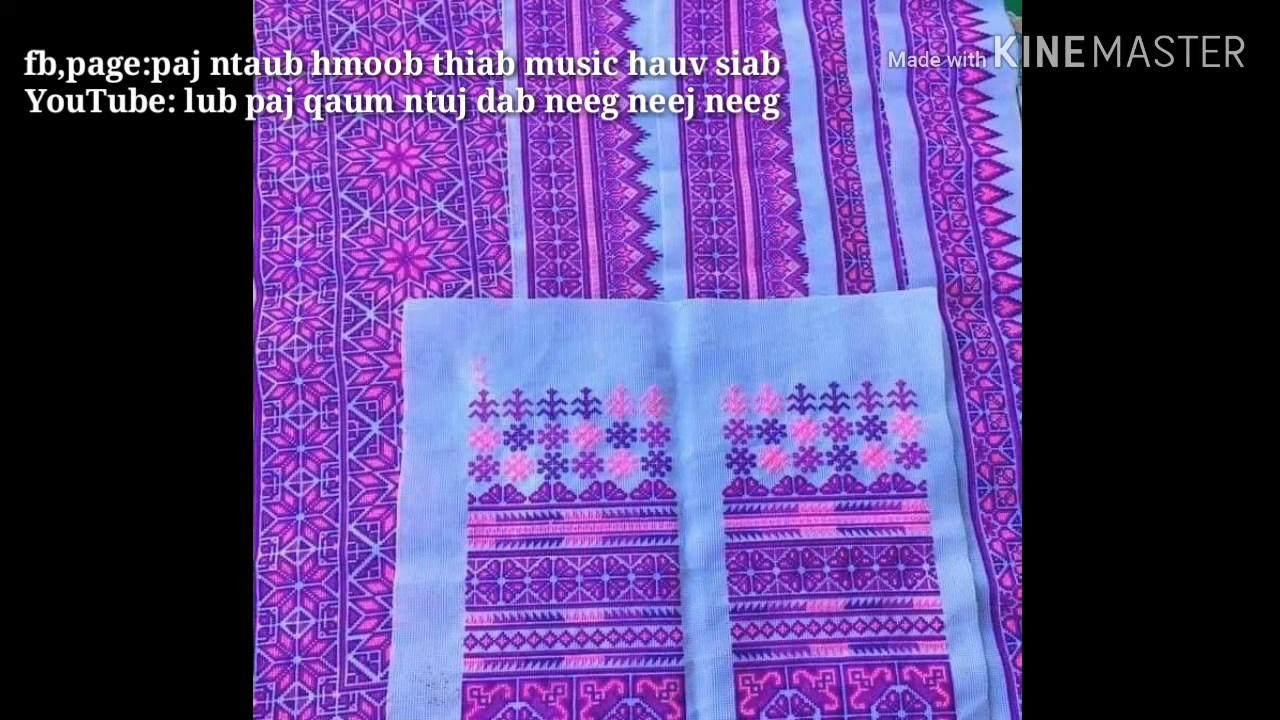 fb,page:paj ntaub hmoob thiab music hauv siab
YouTube: lub paj qaum ntuj dab neeg neej neeg
Made with KINEMASTER